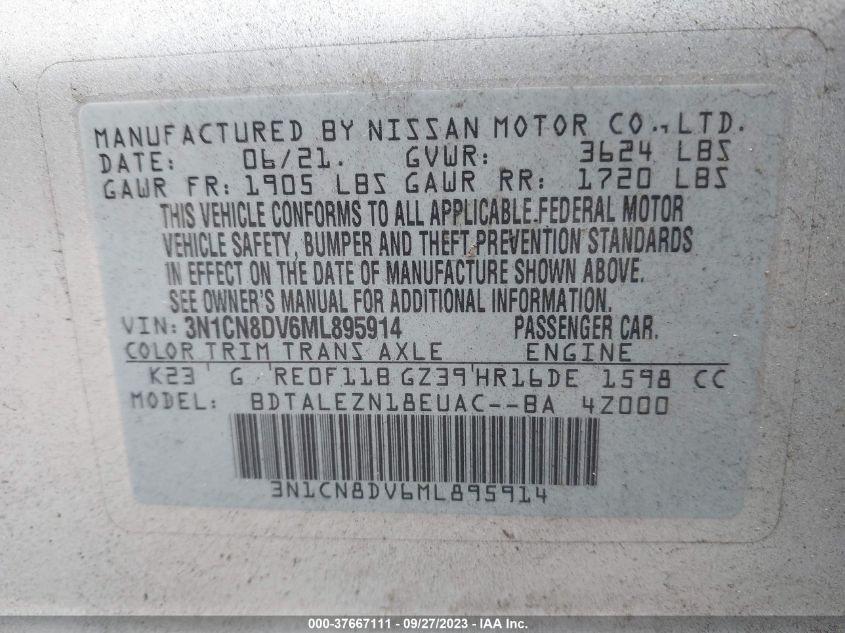 MANUFACTURED BY NISSAN MOTOR CO.,LTD.
DATE: 06/21. GVWR: 3624 LBS
GAWR FR: 1905 LBS GAWR RR: 1720 LBS
THIS VEHICLE CONFORMS TO ALL APPLICABLE.FEDERAL MOTOR
VEHICLE SAFETY, BUMPER AND THEFT PREVENTION STANDARDS
IN EFFECT ON THE DATE OF MANUFACTURE SHOWN ABOVE.
SEE OWNER'S MANUAL FOR ADDITIONAL INFORMATION.
VIN: 3N1CN8DV6ML895914 PASSENGER CAR.
COLOR TRIM TRANS AXLE ENGINE
K23 G RE0F11B GZ39 HR16DE 1598 CC
MODEL: BDTALEZN18EUAC--BA 4Z000
3N1CN8DV6ML895914
000-37667111 - 09/27/2023 - IAA Inc.